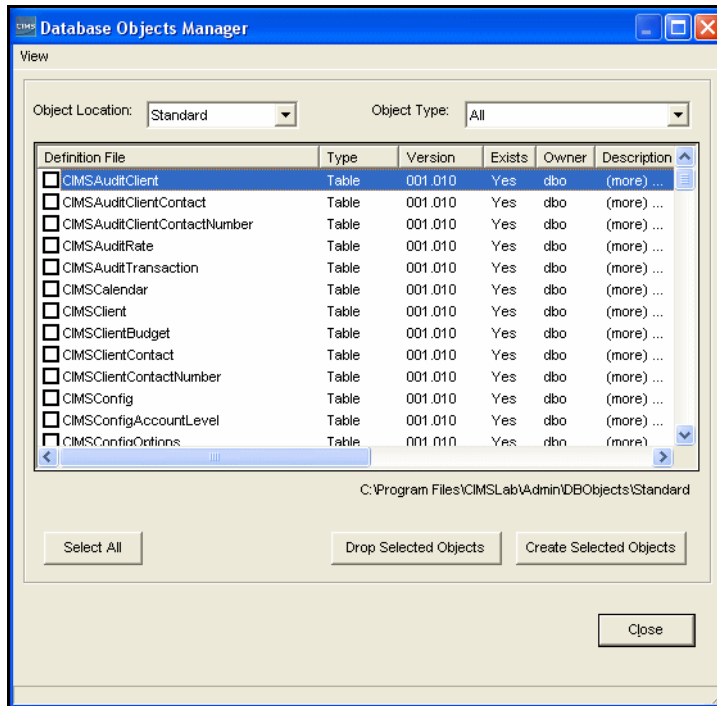 CIMS Database Objects Manager
View
Object Location: Standard Object Type: All
Definition File Type Version Exists Owner Description
CIMSAuditClient Table 001.010 Yes dbo (more) ...
CIMSAuditClientContact Table 001.010 Yes dbo (more) ...
CIMSAuditClientContactNumber Table 001.010 Yes dbo (more) ...
CIMSAuditRate Table 001.010 Yes dbo (more) ...
CIMSAuditTransaction Table 001.010 Yes dbo (more) ...
CIMSCalendar Table 001.010 Yes dbo (more) ...
CIMSClient Table 001.010 Yes dbo (more) ...
CIMSClientBudget Table 001.010 Yes dbo (more) ...
CIMSClientContact Table 001.010 Yes dbo (more) ...
CIMSClientContactNumber Table 001.010 Yes dbo (more) ...
CIMSConfig Table 001.010 Yes dbo (more) ...
CIMSConfigAccountLevel Table 001.010 Yes dbo (more) ...
CIMSConfigOptions Table 001.010 Yes dbo (more)
C:\Program Files\CIMSLab\Admin\DBObjects\Standard
Select All Drop Selected Objects Create Selected Objects
Close